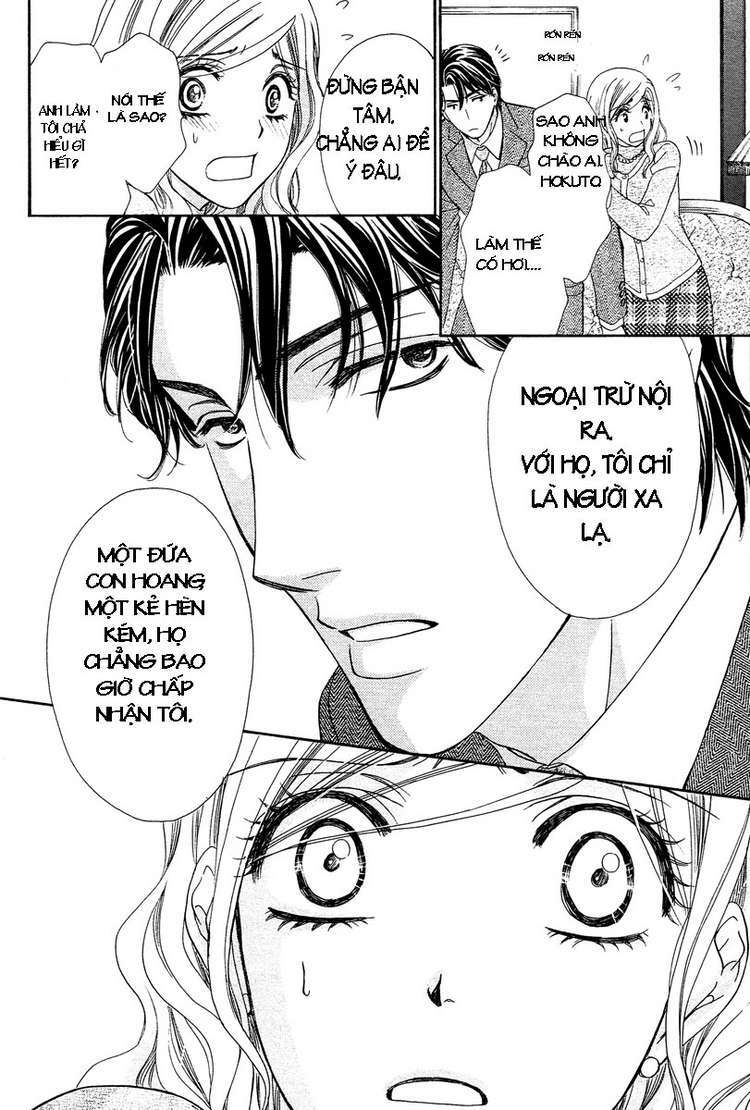 RÓN RÉN
RÓN RÉN
SAO ANH
KHÔNG
CHÀO AI.
HOKUTO.
LÀM THẾ
CÓ HƠI....
ĐỪNG BẬN
TÂM.
CHẲNG AI ĐỂ
Ý ĐÂU.
NÓI THẾ
LÀ SAO?
ANH LÀM
TÔI CHẢ
HIỂU GÌ
HẾT?
NGOẠI TRỪ NỘI
RA.
VỚI HỌ, TÔI CHỈ
LÀ NGƯỜI XA
LẠ.
MỘT ĐỨA
CON HOANG,
MỘT KẺ HÈN
KÉM, HỌ
CHẲNG BAO
GIỜ CHẤP
NHẬN TÔI.